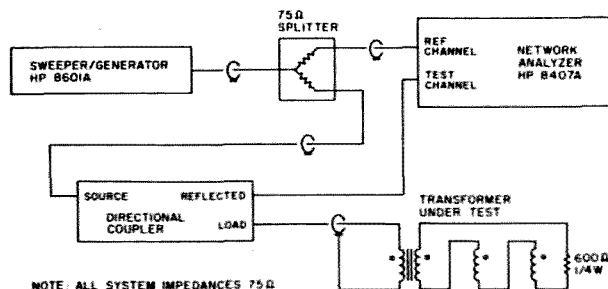 75Ω
SPLITTER
SWEEPER/GENERATOR
HP 8601A
REF
CHANNEL
TEST
CHANNEL
NETWORK
ANALYZER
HP 8407A
SOURCE
REFLECTED
DIRECTIONAL
COUPLER
LOAD
TRANSFORMER
UNDER TEST
600Ω
1/4W
NOTE: ALL SYSTEM IMPEDANCES 75Ω